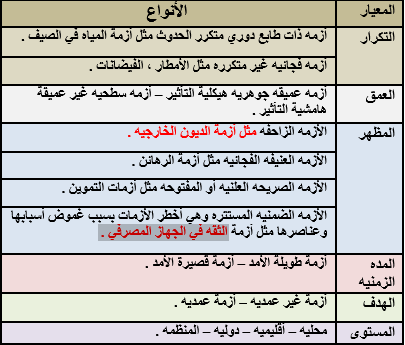 المعيار الأنواع
التكرار أزمه ذات طابع دوري متكرر الحدوث مثل أزمة المياه في الصيف .
أزمه فجائيه غير متكرره مثل الأمطار ، الفيضانات .
العمق أزمه عميقه جوهريه هيكلية التأثير – أزمه سطحيه غير عميقة
هامشية التأثير .
المظهر الأزمه الزاحفه مثل أزمة الديون الخارجيه .
الأزمه العنيفه الفجائيه مثل أزمة الرهائن .
الأزمه الصريحه العلنيه أو المفتوحه مثل أزمات التموين .
الأزمه الضمنيه المستتره وهي أخطر الأزمات بسبب غموض أسبابها
وعناصرها مثل أزمة الثقه في الجهاز المصرفي .
المده أزمة طويلة الأمد – أزمة قصيرة الأمد .
الزمنيه
الهدف أزمة غير عمديه – أزمة عمديه .
المستوى محليه – أقليميه – دوليه – المنظمه .